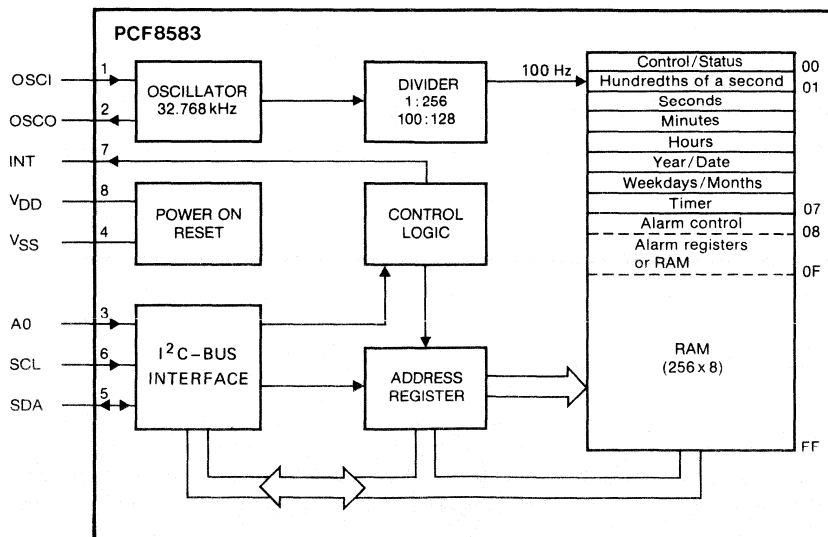 PCF8583
OSCI
1
OSCO
2
INT
7
VDD
8
VSS
4
A0
3
SCL
6
SDA
5
OSCILLATOR
32.768 kHz
DIVIDER
1 : 256
100 : 128
100 Hz
POWER ON
RESET
CONTROL
LOGIC
I²C-BUS
INTERFACE
ADDRESS
REGISTER
Control/Status
00
Hundredths of a second
01
Seconds
Minutes
Hours
Year/Date
Weekdays/Months
Timer
07
Alarm control
08
Alarm registers
or RAM
0F
RAM
(256 x 8)
FF